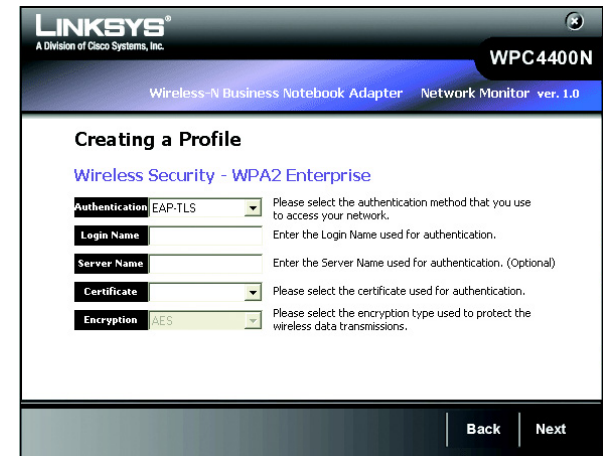 LINKSYS®
A Division of Cisco Systems, Inc.
WPC4400N
Wireless-N Business Notebook Adapter Network Monitor ver. 1.0
Creating a Profile
Wireless Security - WPA2 Enterprise
Authentication EAP-TLS Please select the authentication method that you use
to access your network.
Login Name Enter the Login Name used for authentication.
Server Name Enter the Server Name used for authentication. (Optional)
Certificate Please select the certificate used for authentication.
Encryption AES Please select the encryption type used to protect the
wireless data transmissions.
Back Next